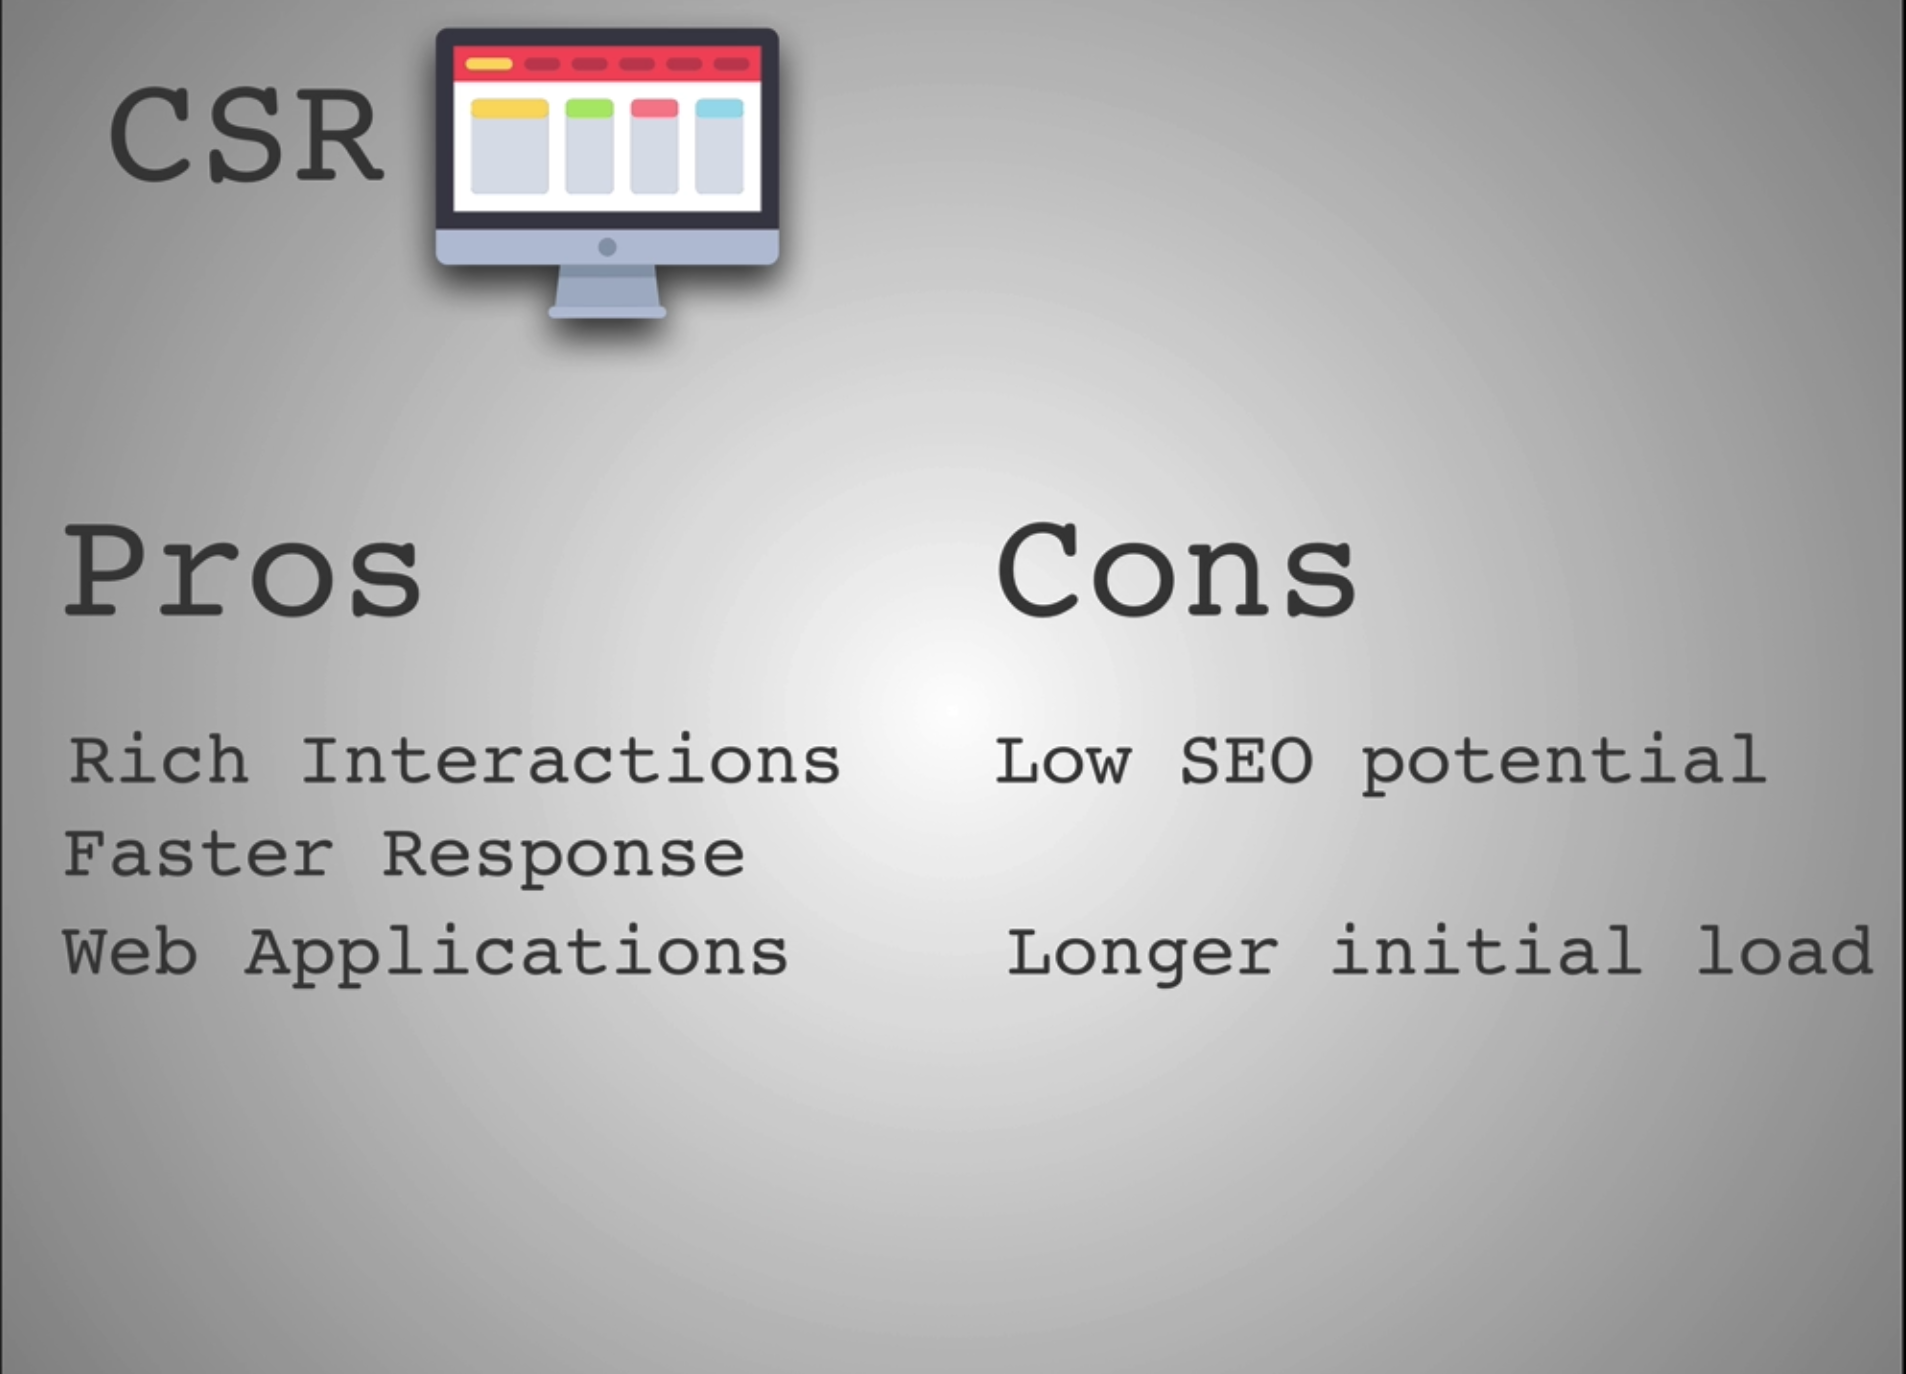 CSR
Pros
Rich Interactions
Faster Response
Web Applications
Cons
Low SEO potential
Longer initial load